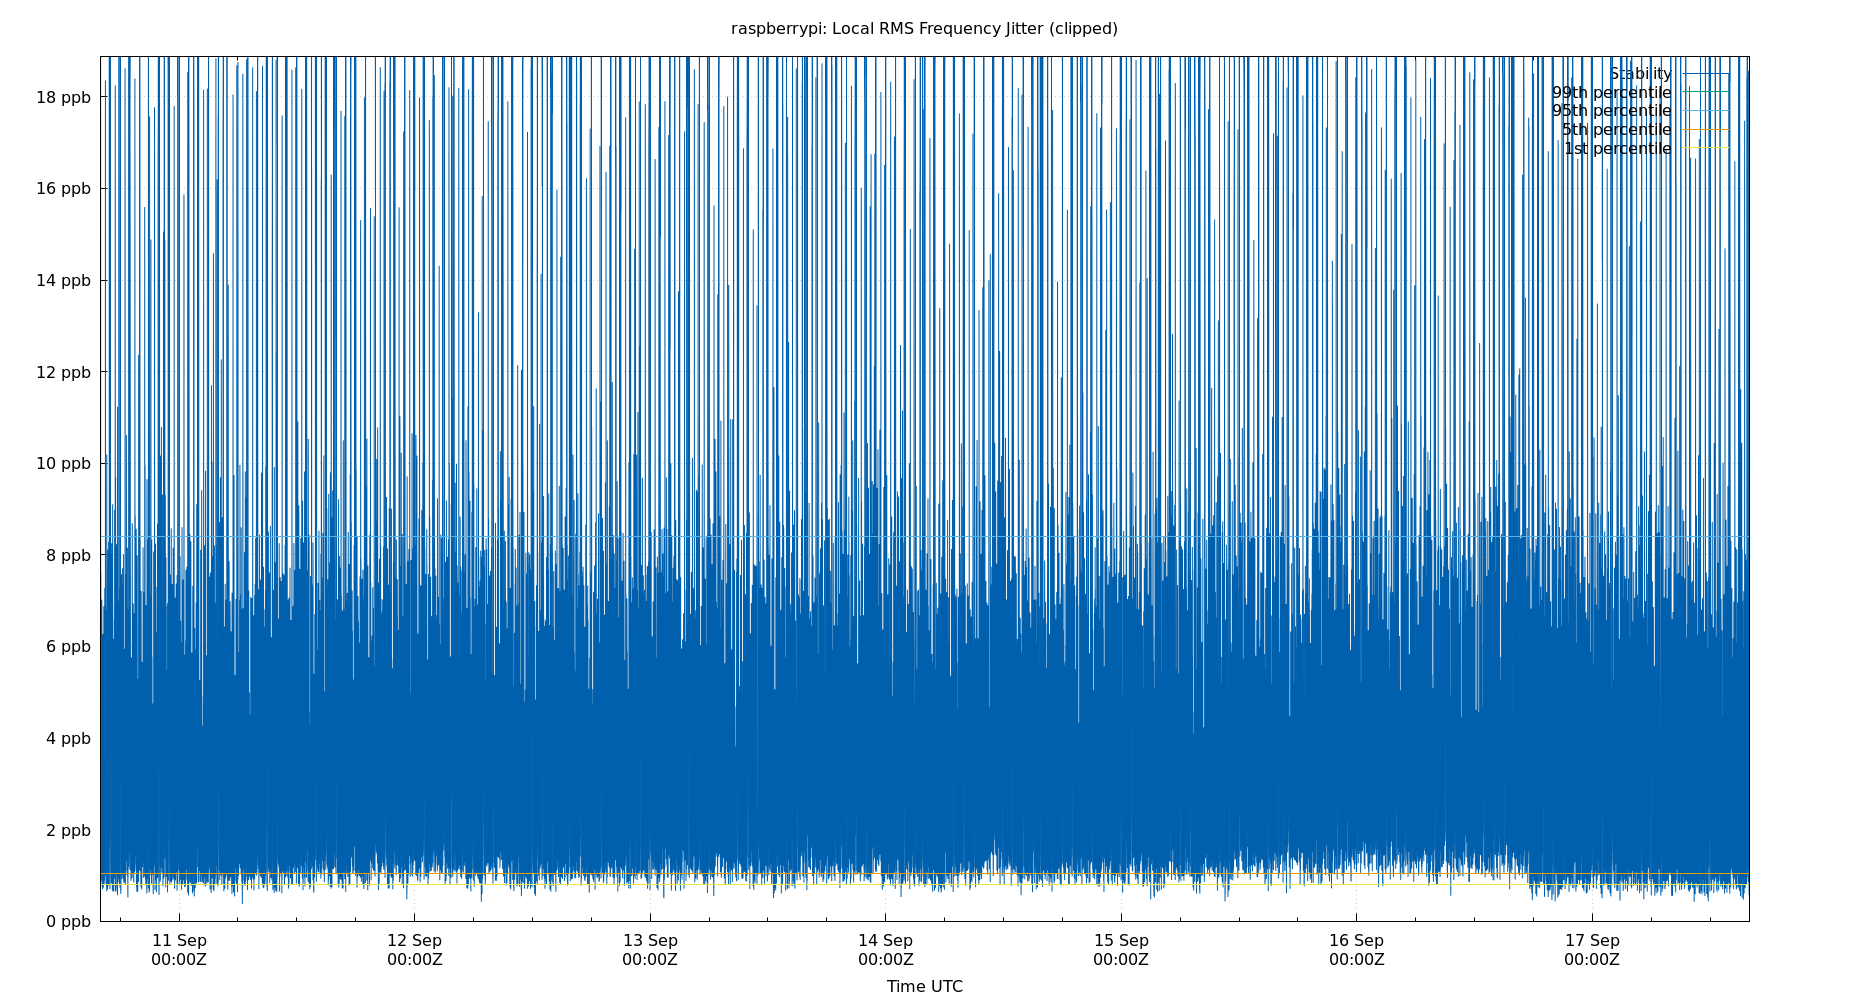 raspberrypi: Local RMS Frequency Jitter (clipped)
Stability
99th percentile
95th percentile
5th percentile
1st percentile
18 ppb
16 ppb
14 ppb
12 ppb
10 ppb
8 ppb
6 ppb
4 ppb
2 ppb
0 ppb
11 Sep 12 Sep 13 Sep 14 Sep 15 Sep 16 Sep 17 Sep
00:00Z 00:00Z 00:00Z 00:00Z 00:00Z 00:00Z 00:00Z
Time UTC